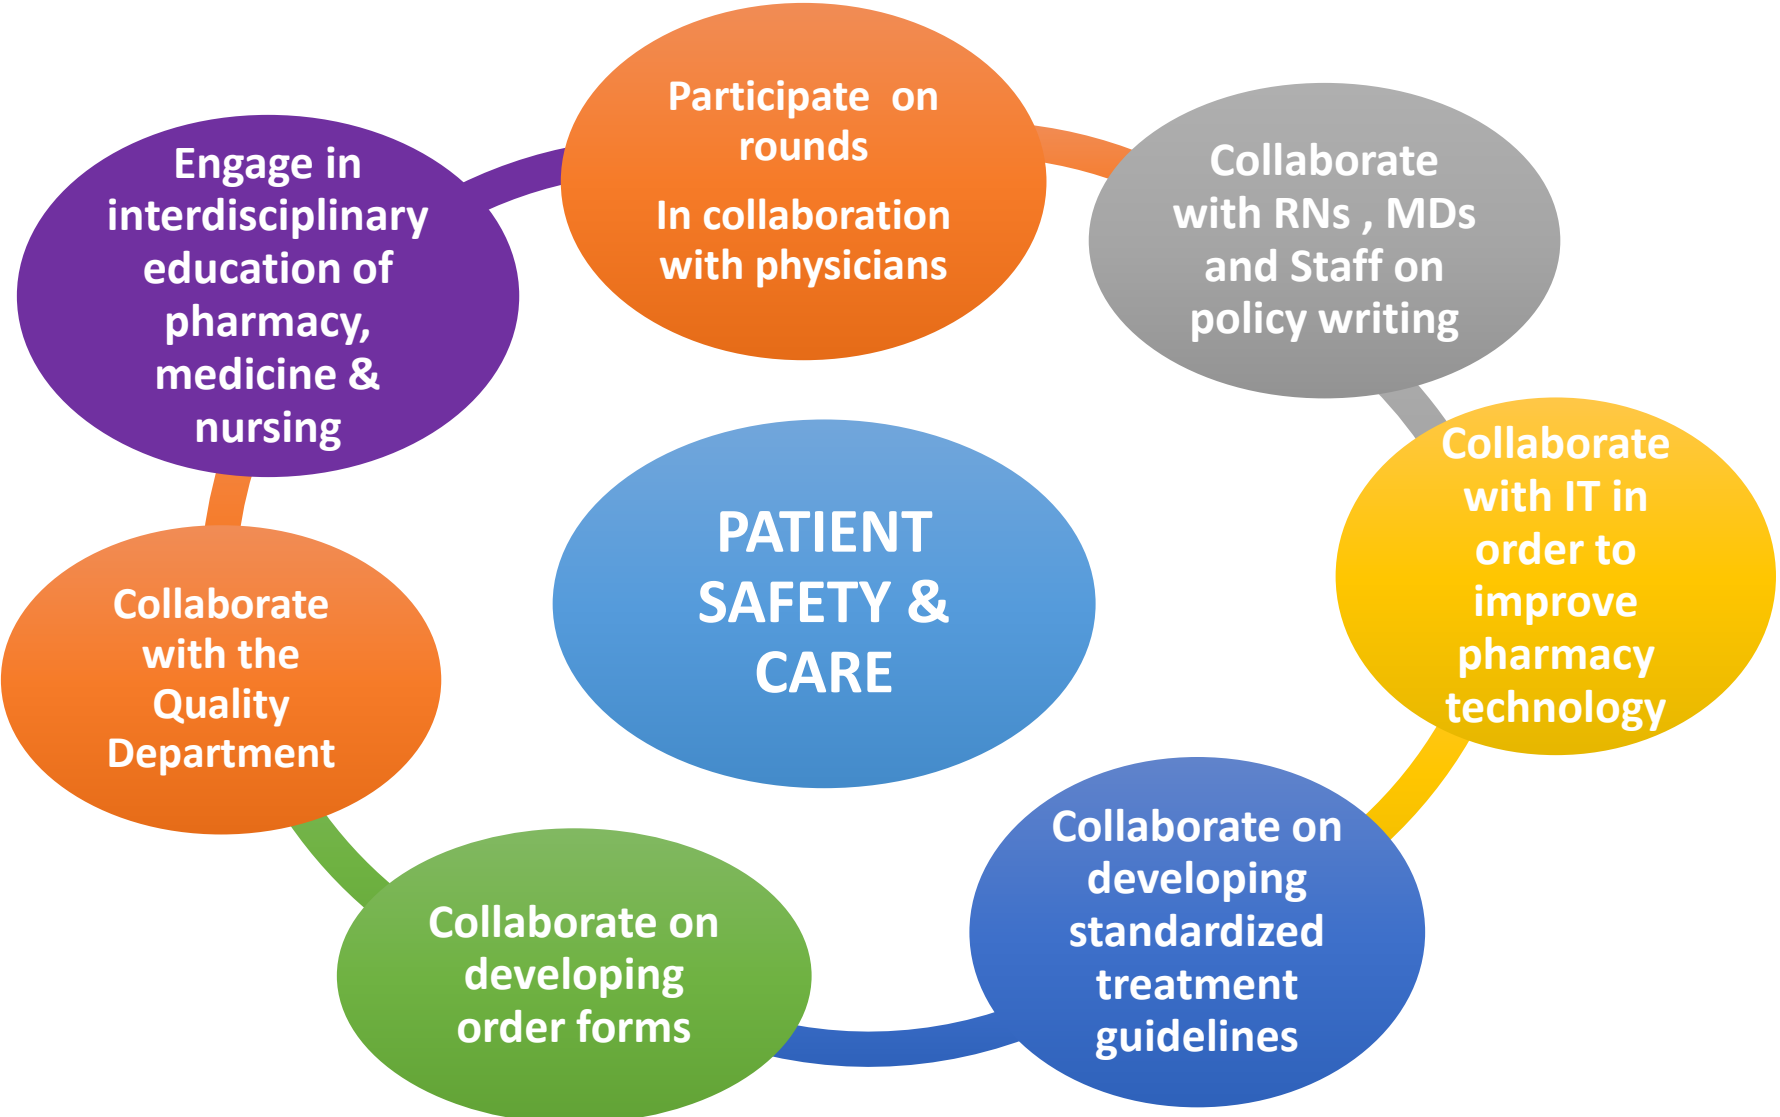 Participate on
rounds
In collaboration
with physicians
Collaborate
with RNs , MDs
and Staff on
policy writing
Collaborate
with IT in
order to
improve
pharmacy
technology
Collaborate on
developing
standardized
treatment
guidelines
Collaborate on
developing
order forms
Collaborate
with the
Quality
Department
Engage in
interdisciplinary
education of
pharmacy,
medicine &
nursing
PATIENT
SAFETY &
CARE